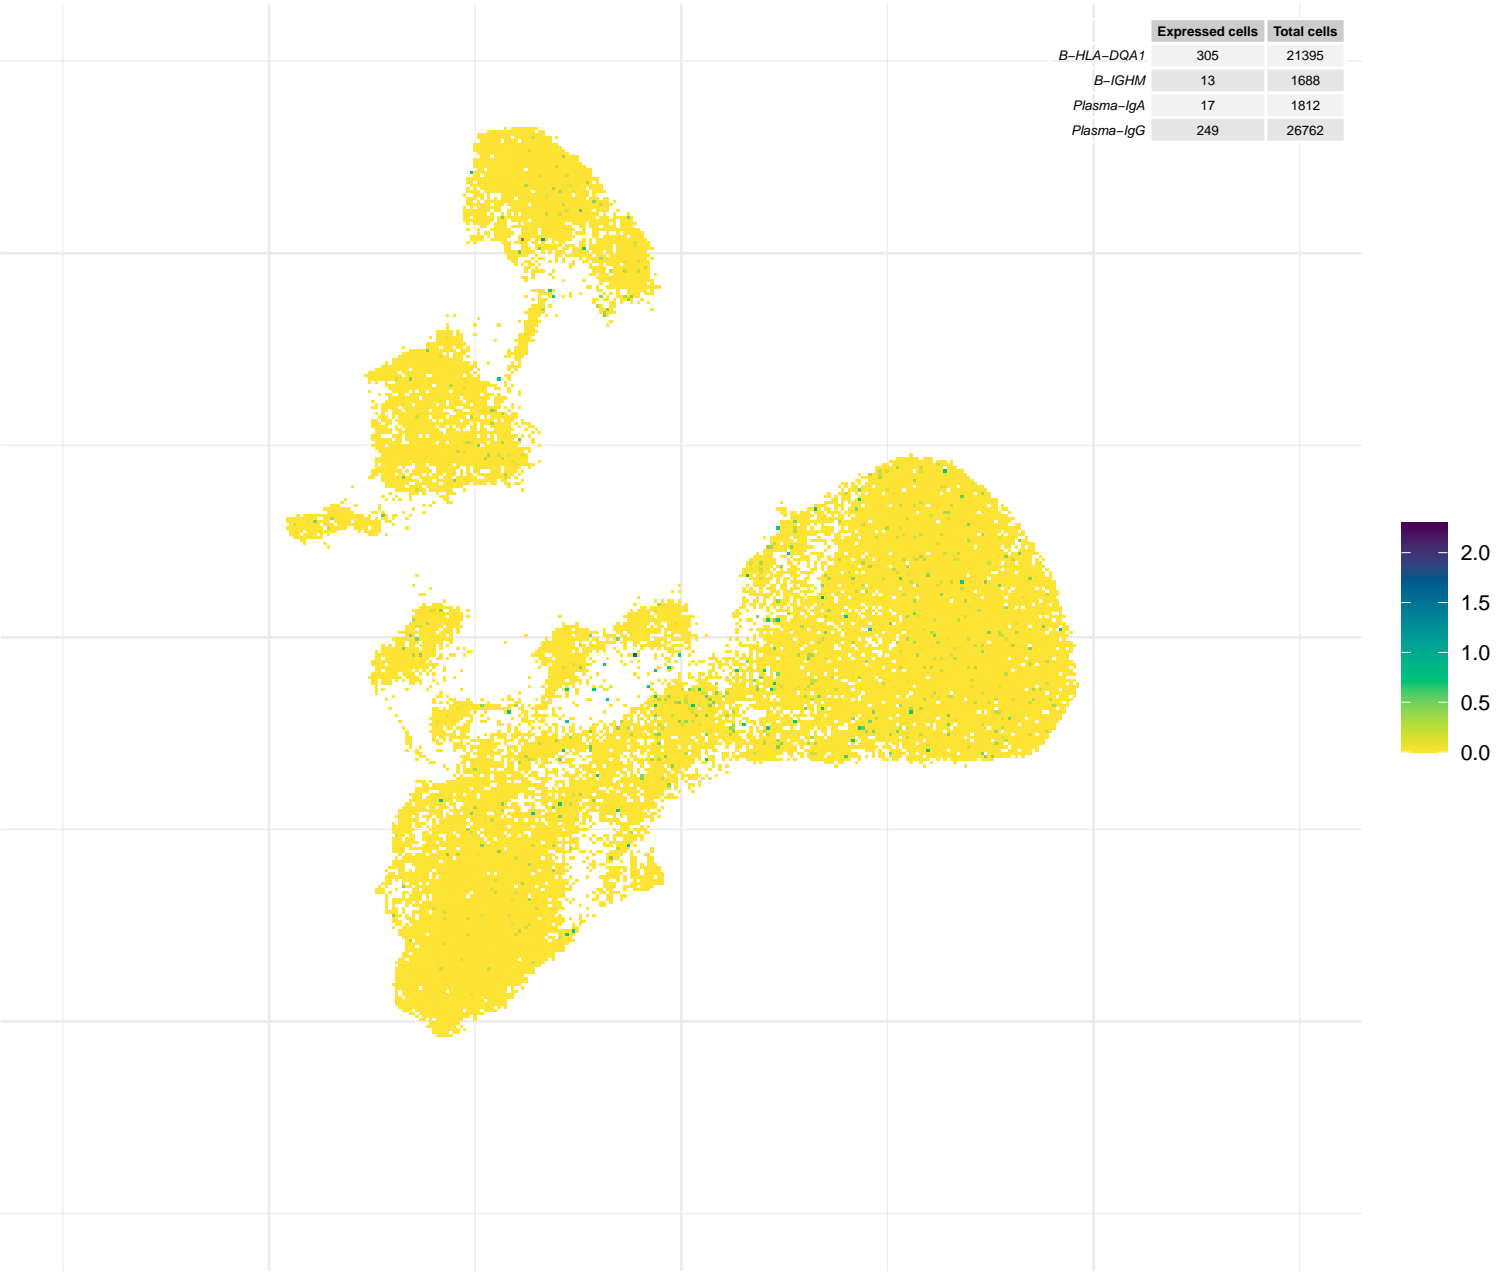 Expressed cells Total cells
B-HLA-DQA1 305 21395
B-IGHM 13 1688
Plasma-IgA 17 1812
Plasma-IgG 249 26762
2.0
1.5
1.0
0.5
0.0